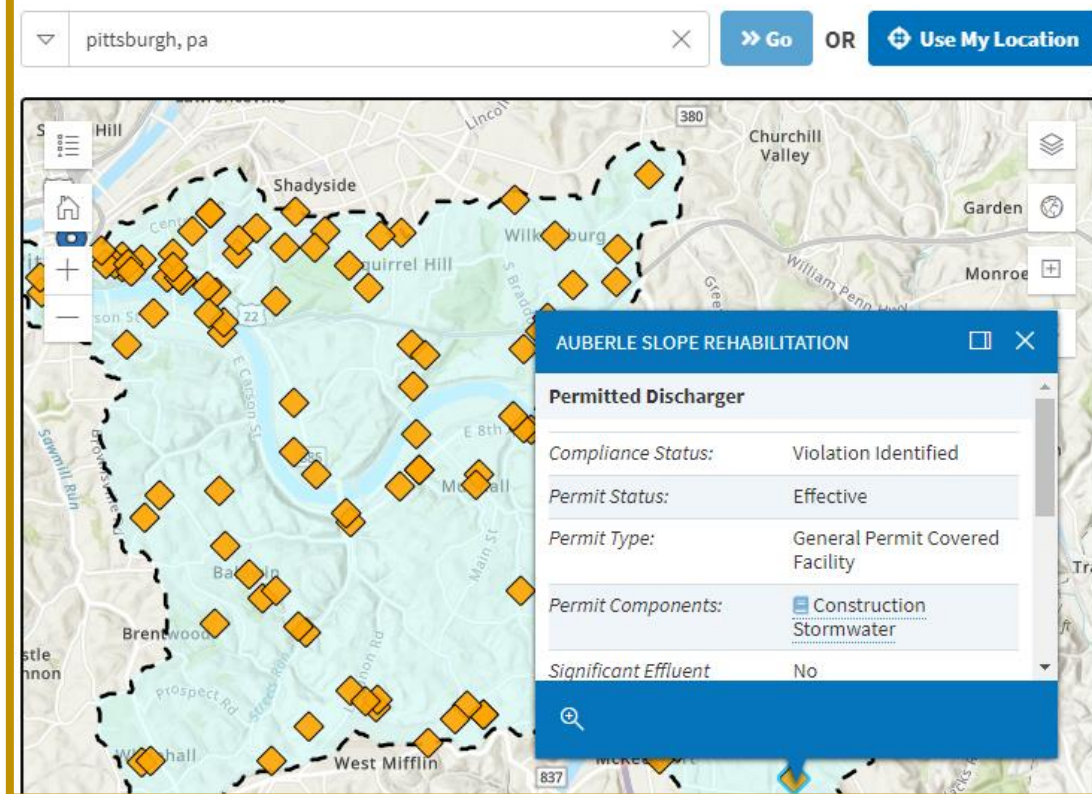 pittsburgh, pa
Go
OR
Use My Location
Hill
380
Churchill
Valley
Shadyside
Garden
Squirrel Hill
Monroe
William Penn Hwy
22
E Carson St
AUBERLE SLOPE REHABILITATION
Permitted Discharger
Compliance Status: Violation Identified
Permit Status: Effective
Permit Type: General Permit Covered
Facility
Permit Components: Construction
Stormwater
Significant Effluent No
E 8th
885
Sawmill Run
Main St
Brentwood
Prospect Rd
Streets Run
West Mifflin
837